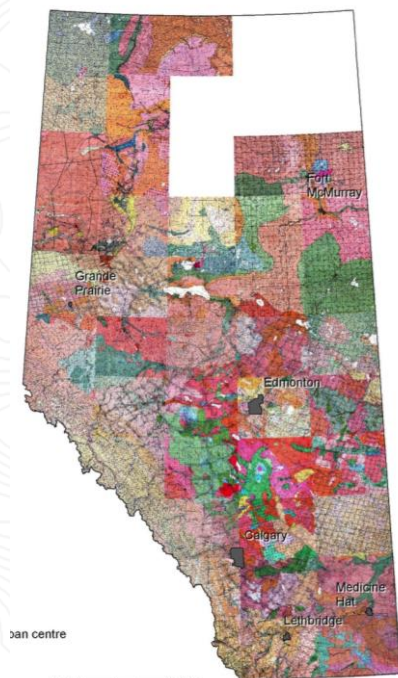 Fort
McMurray
Grande
Prairie
Edmonton
Calgary
Medicine
Hat
Lethbridge
ban centre